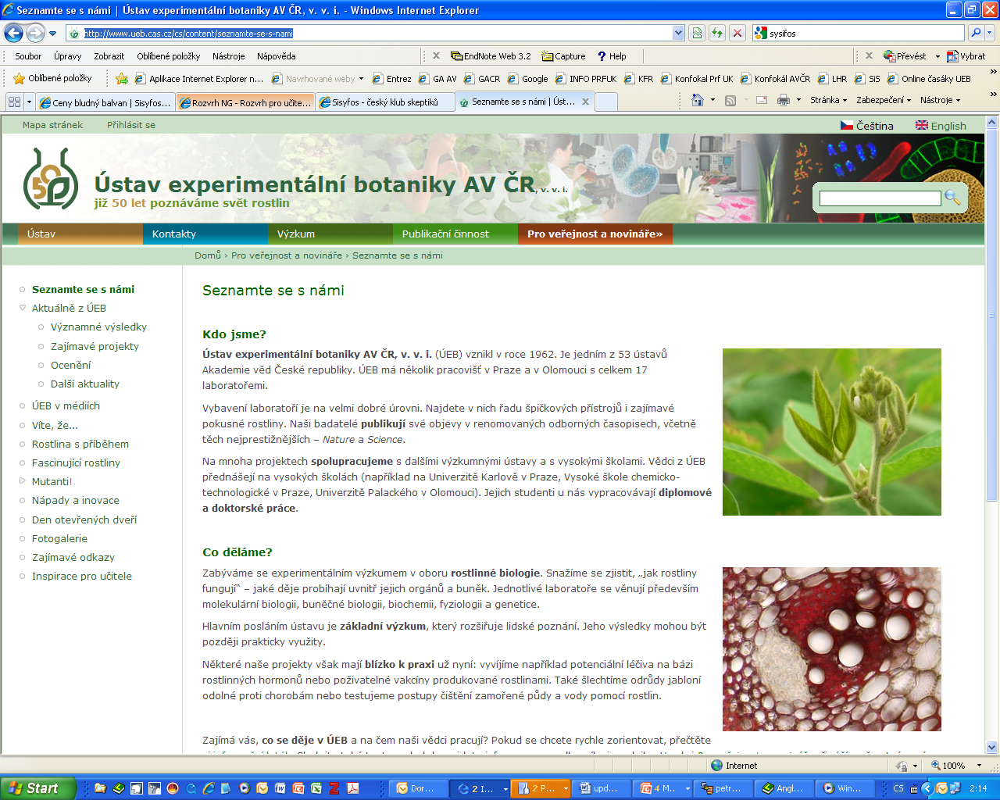 Seznamte se s námi | Ústav experimentální botaniky AV ČR, v. v. i. - Windows Internet Explorer
http://www.ueb.cas.cz/cs/content/seznamte-se-s-nami
sysifos
Soubor Úpravy Zobrazit Oblíbené položky Nástroje Nápověda
EndNote Web 3.2 Capture Help
Převést Vybrat
Oblíbené položky
Aplikace Internet Explorer n... Navrhované weby Entrez GA AV GACR Google INFO PRFUK KFR Konfokal Prf UK Konfokál AVČR LHR SiS Online časáky UEB
Ceny bludný balvan | Sisyfos... Rozvrh NG - Rozvrh pro učite... Sisyfos - český klub skeptiků Seznamte se s námi | Úst...
Stránka Zabezpečení Nástroje
Mapa stránek Přihlásit se
Čeština English
50
Ústav experimentální botaniky AV ČR, v. v. i.
již 50 let poznáváme svět rostlin
Ústav Kontakty Výzkum Publikační činnost Pro veřejnost a novináře»
Domů › Pro veřejnost a novináře › Seznamte se s námi
Seznamte se s námi
Aktuálně z ÚEB
Významné výsledky
Zajímavé projekty
Ocenění
Další aktuality
ÚEB v médiích
Víte, že...
Rostlina s příběhem
Fascinující rostliny
Mutanti!
Nápady a inovace
Den otevřených dveří
Fotogalerie
Zajímavé odkazy
Inspirace pro učitele
Seznamte se s námi
Kdo jsme?
Ústav experimentální botaniky AV ČR, v. v. i. (ÚEB) vznikl v roce 1962. Je jedním z 53 ústavů
Akademie věd České republiky. ÚEB má několik pracovišť v Praze a v Olomouci s celkem 17
laboratořemi.
Vybavení laboratoří je na velmi dobré úrovni. Najdete v nich řadu špičkových přístrojů i zajímavé
pokusné rostliny. Naši badatelé publikují své objevy v renomovaných odborných časopisech, včetně
těch nejprestižnějších – Nature a Science.
Na mnoha projektech spolupracujeme s dalšími výzkumnými ústavy a s vysokými školami. Vědci z ÚEB
přednášejí na vysokých školách (například na Univerzitě Karlově v Praze, Vysoké škole chemicko-
technologické v Praze, Univerzitě Palackého v Olomouci). Jejich studenti u nás vypracovávají diplomové
a doktorské práce.
Co děláme?
Zabýváme se experimentálním výzkumem v oboru rostlinné biologie. Snažíme se zjistit, „jak rostliny
fungují“ – jaké děje probíhají uvnitř jejich orgánů a buněk. Jednotlivé laboratoře se věnují především
molekulární biologii, buněčné biologii, biochemii, fyziologii a genetice.
Hlavním posláním ústavu je základní výzkum, který rozšiřuje lidské poznání. Jeho výsledky mohou být
později prakticky využity.
Některé naše projekty však mají blízko k praxi už nyní: vyvíjíme například potenciální léčiva na bázi
rostlinných hormonů nebo poživatelné vakcíny produkované rostlinami. Také šlechtíme odrůdy jabloní
odolné proti chorobám nebo testujeme postupy čištění zamořené půdy a vody pomocí rostlin.
Zajímá vás, co se děje v ÚEB a na čem naši vědci pracují? Pokud se chcete rychle zorientovat, přečtěte
Internet 100%
Start Dor... 2 I... 2 P... upd... 4 M... petr... Angl... Win... CS 2:14